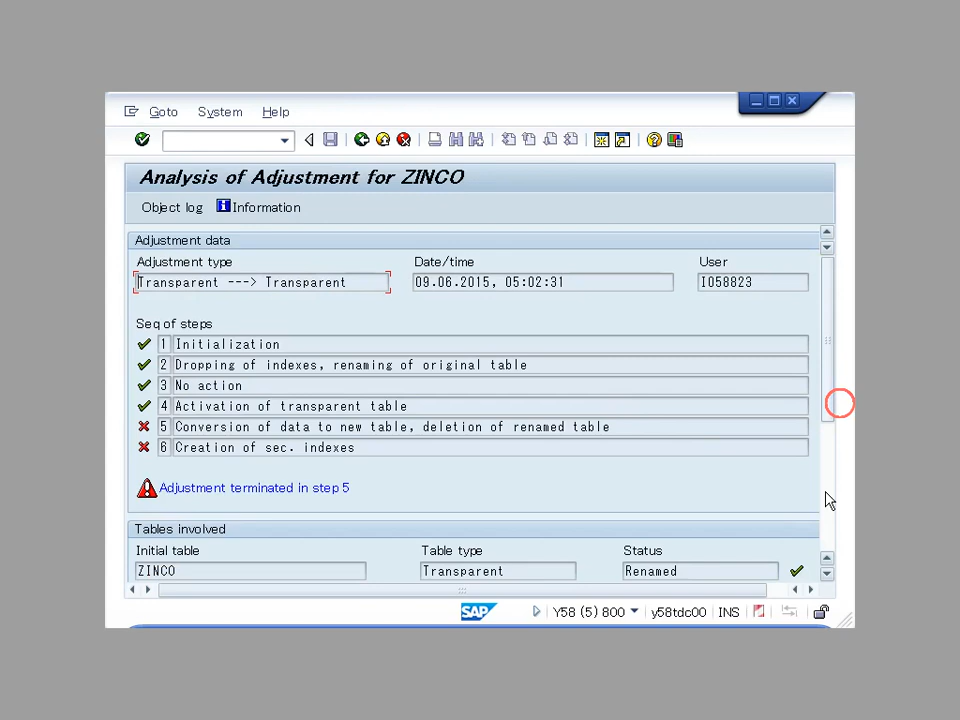 Goto System Help
Analysis of Adjustment for ZINCO
Object log Information
Adjustment data
Adjustment type Date/time User
Transparent ---> Transparent 09.06.2015, 05:02:31 I058823
Seq of steps
1 Initialization
2 Dropping of indexes, renaming of original table
3 No action
4 Activation of transparent table
5 Conversion of data to new table, deletion of renamed table
6 Creation of sec. indexes
Adjustment terminated in step 5
Tables involved
Initial table Table type Status
ZINCO Transparent Renamed
SAP Y58 (5) 800 y58tdc00 INS